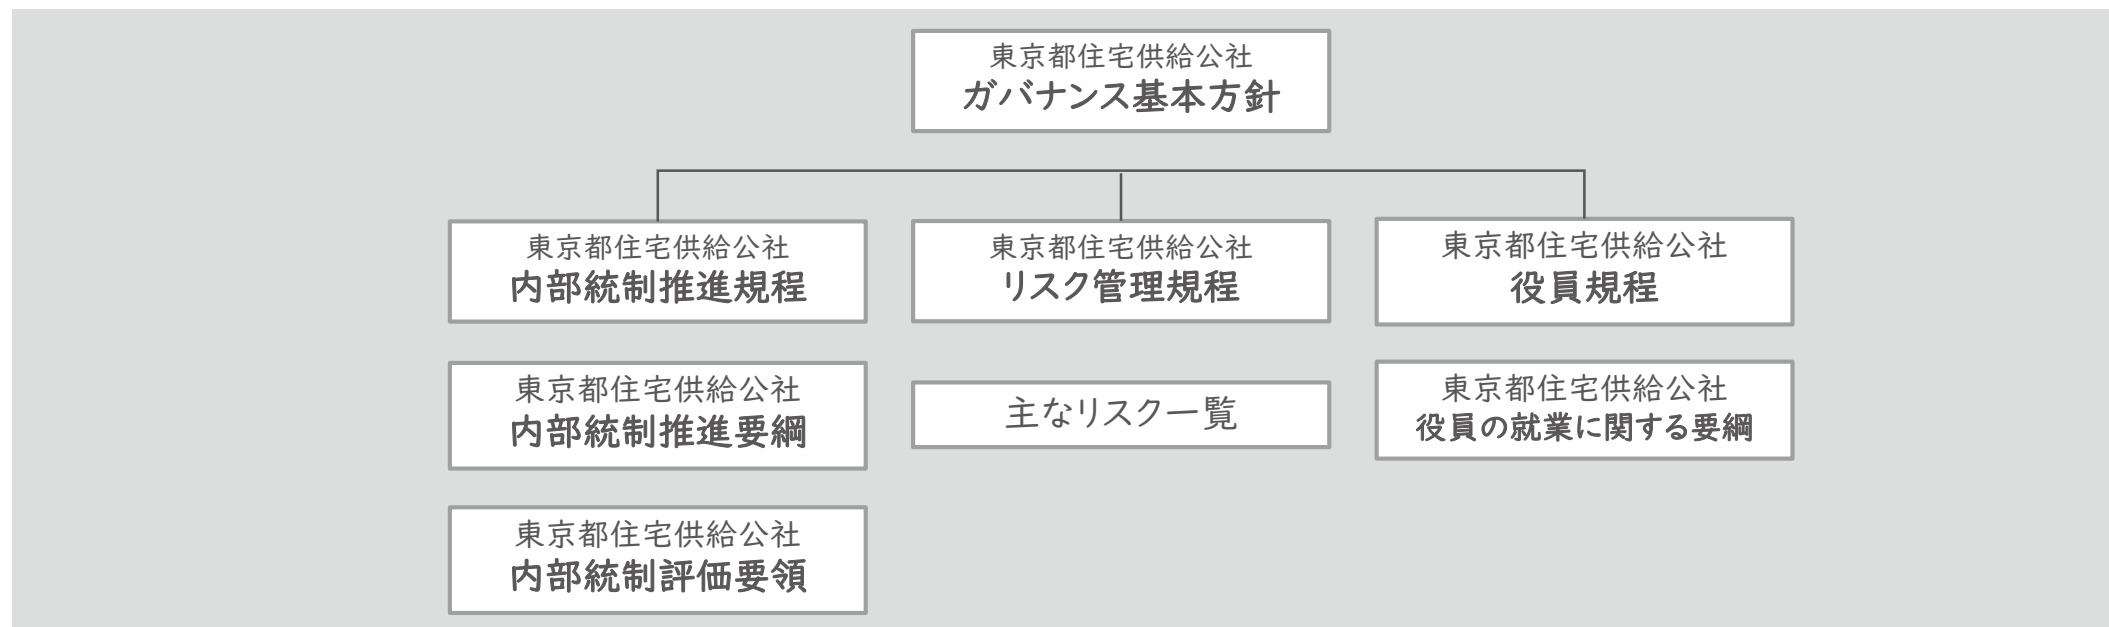 東京都住宅供給公社
ガバナンス基本方針
東京都住宅供給公社
内部統制推進規程
東京都住宅供給公社
リスク管理規程
東京都住宅供給公社
役員規程
東京都住宅供給公社
内部統制推進要綱
主なリスク一覧
東京都住宅供給公社
役員の就業に関する要綱
東京都住宅供給公社
内部統制評価要領